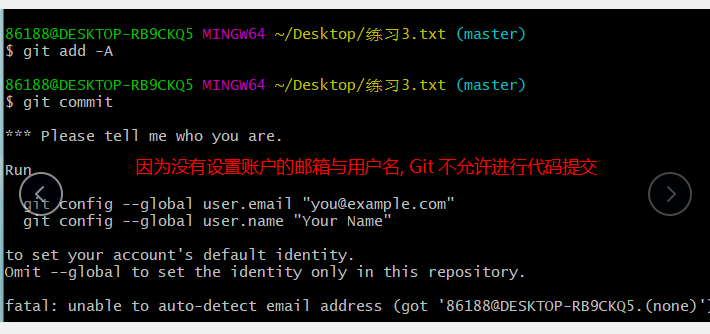 86188@DESKTOP-RB9CKQ5 MINGW64 ~/Desktop/练习3.txt (master)
$ git add -A
86188@DESKTOP-RB9CKQ5 MINGW64 ~/Desktop/练习3.txt (master)
$ git commit
*** Please tell me who you are.
Run
因为没有设置账户的邮箱与用户名, Git 不允许进行代码提交
git config --global user.email "you@example.com"
git config --global user.name "Your Name"
to set your account's default identity.
Omit --global to set the identity only in this repository.
fatal: unable to auto-detect email address (got '86188@DESKTOP-RB9CKQ5.(none)')